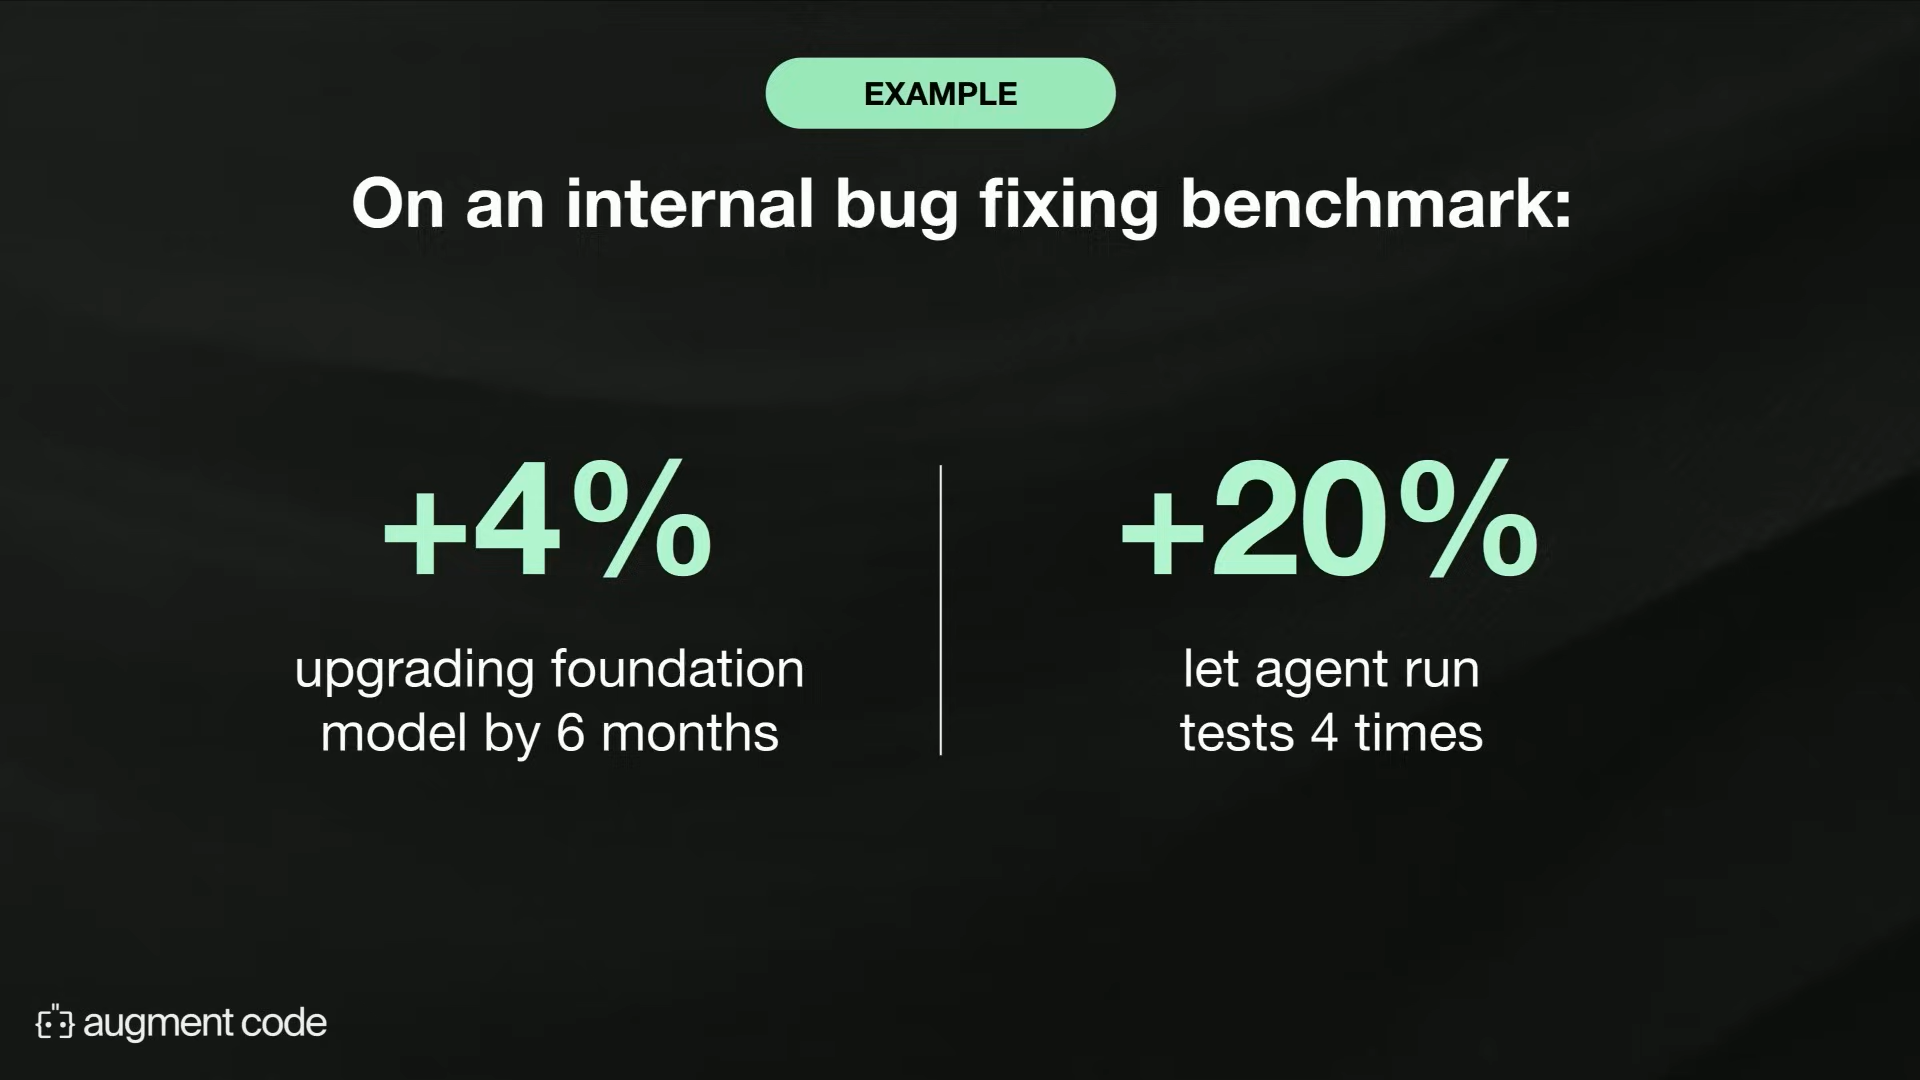 EXAMPLE
On an internal bug fixing benchmark:
+4%
upgrading foundation
model by 6 months
+20%
let agent run
tests 4 times
augment code